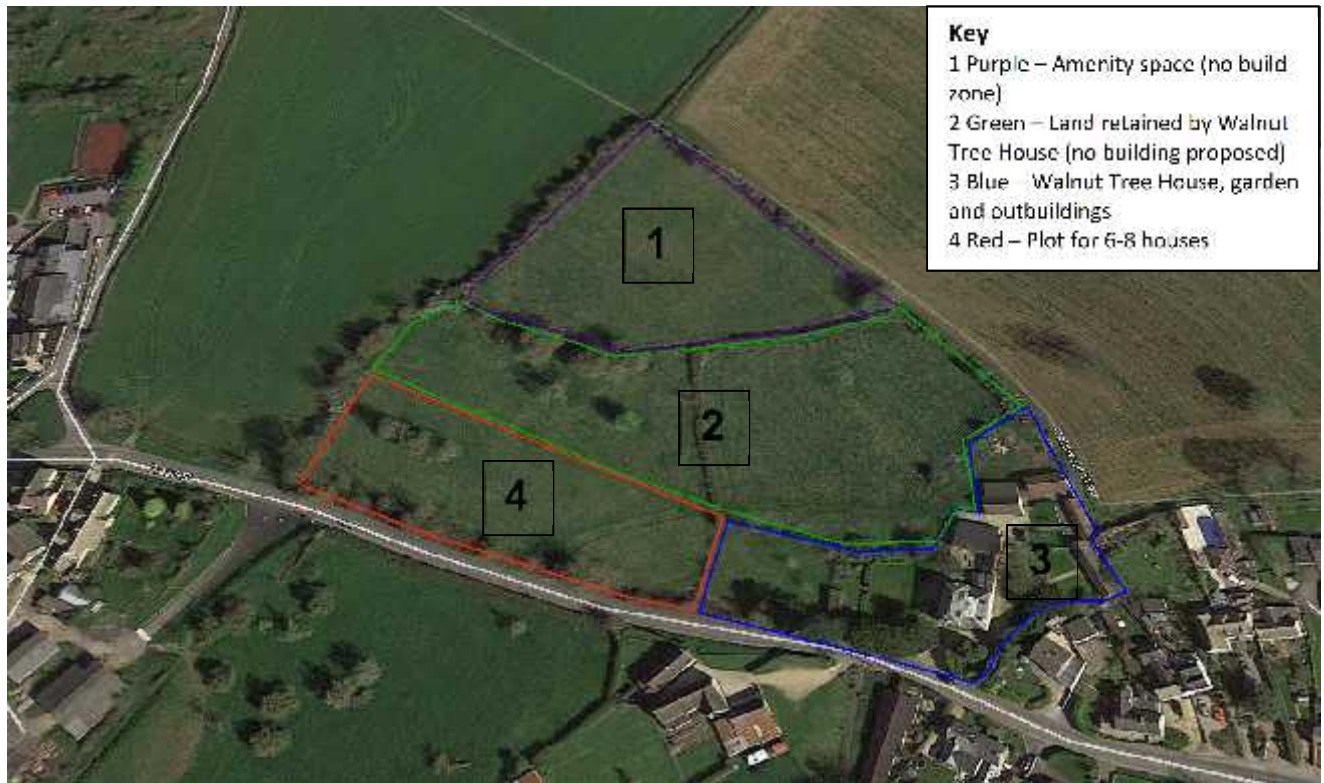 Key
1 Purple – Amenity space (no build
zone)
2 Green – Land retained by Walnut
Tree House (no building proposed)
3 Blue – Walnut Tree House, garden
and outbuildings
4 Red – Plot for 6-8 houses
1
2
4
3